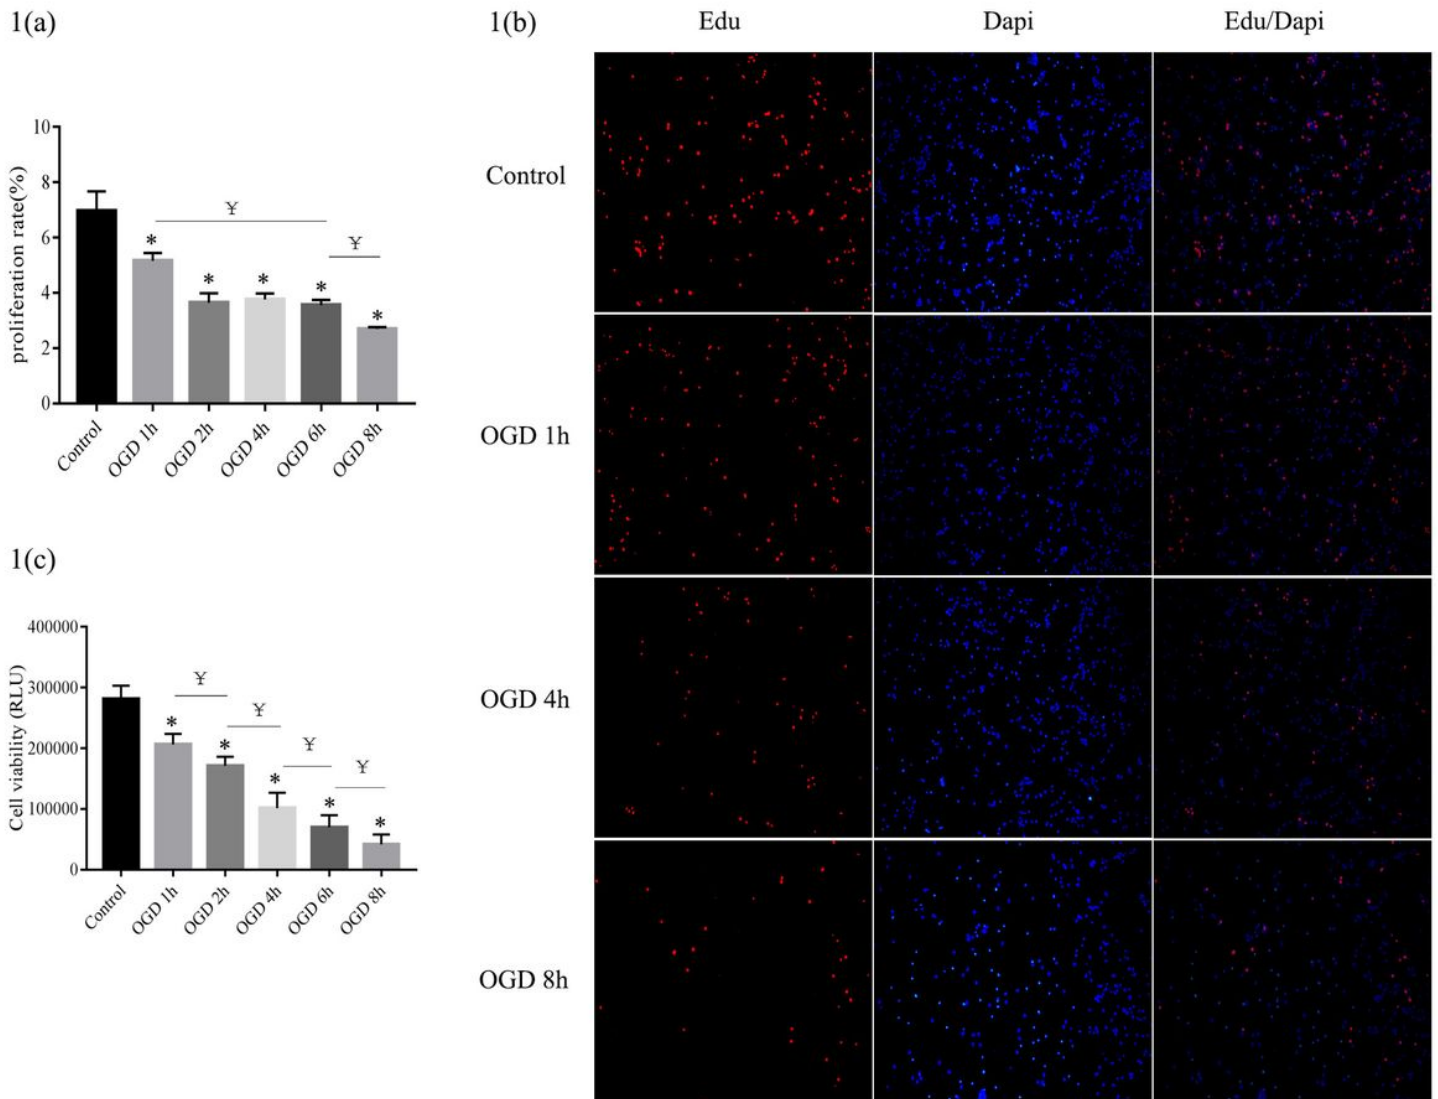 1(a)
proliferation rate(%)
10
8
6
4
2
0
¥
¥
*
*
*
*
*
Control
OGD 1h
OGD 2h
OGD 4h
OGD 6h
OGD 8h
1(b)
Edu
Dapi
Edu/Dapi
Control
OGD 1h
OGD 4h
OGD 8h
1(c)
Cell viability (RLU)
400000
300000
200000
100000
0
¥
¥
¥
¥
*
*
*
*
*
Control
OGD 1h
OGD 2h
OGD 4h
OGD 6h
OGD 8h